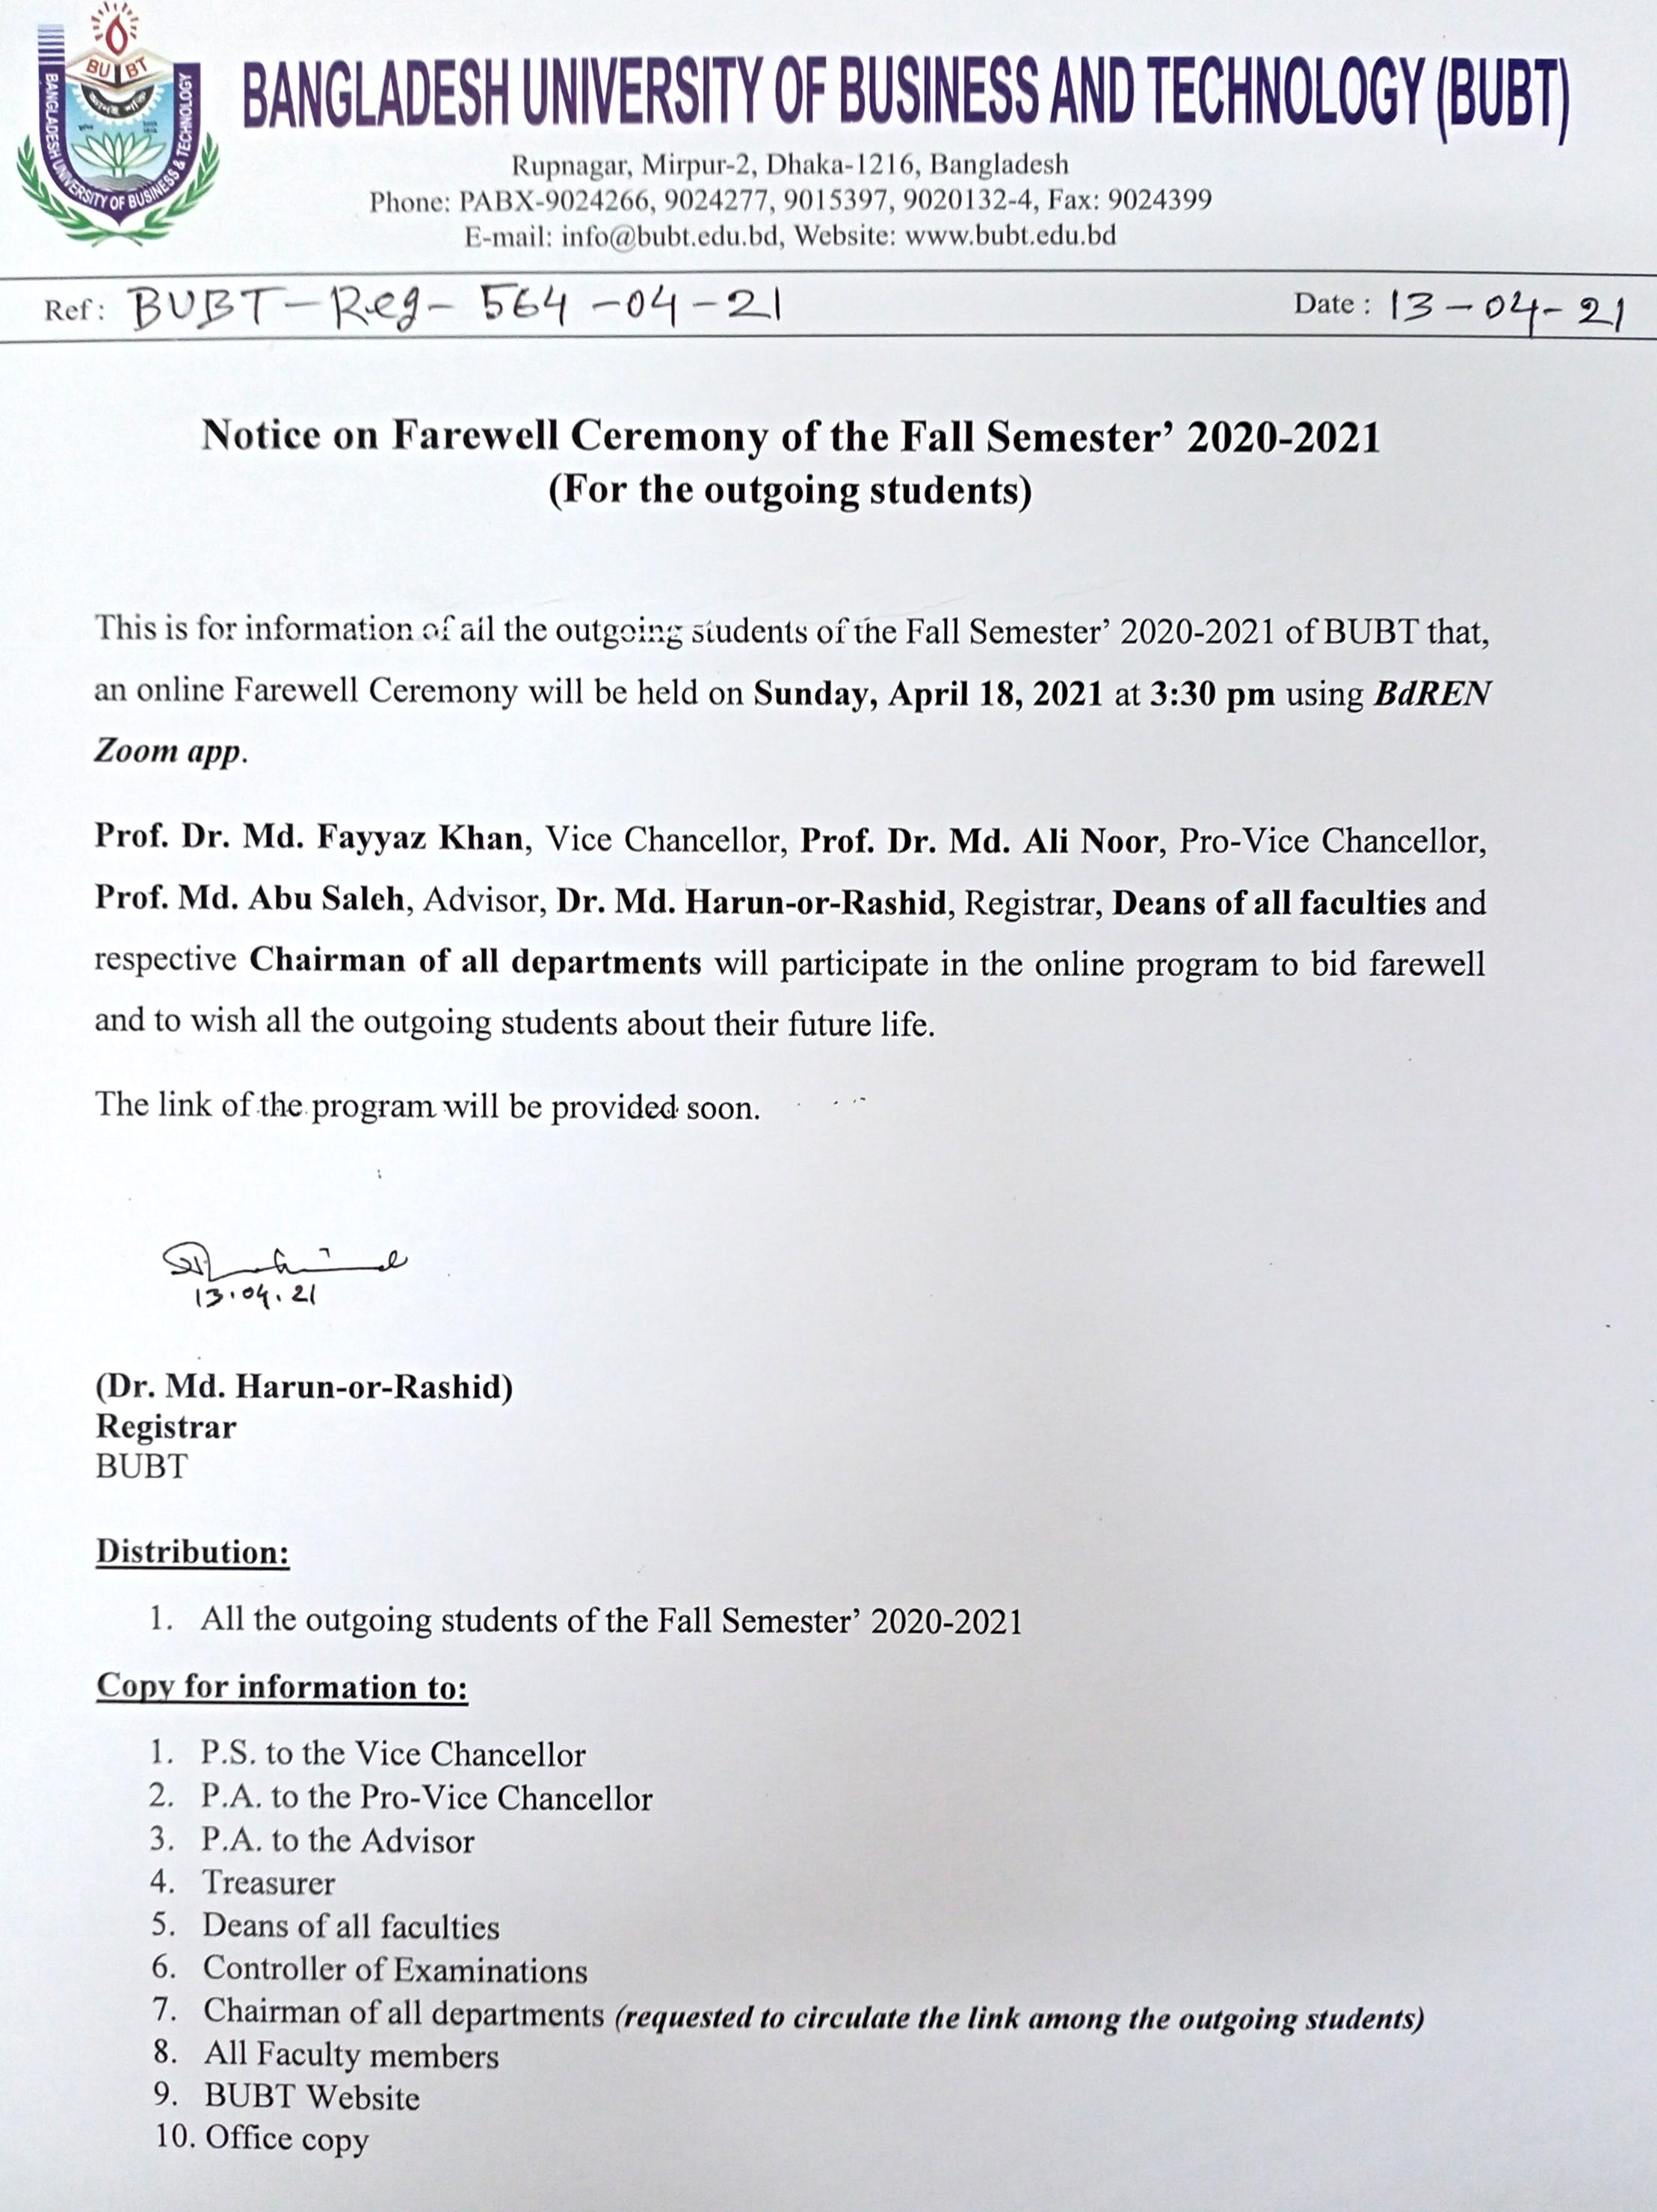 BU BT
BANGLADESH UNIVERSITY OF BUSINESS & TECHNOLOGY
BANGLADESH UNIVERSITY OF BUSINESS AND TECHNOLOGY (BUBT)
Rupnagar, Mirpur-2, Dhaka-1216, Bangladesh
Phone: PABX-9024266, 9024277, 9015397, 9020132-4, Fax: 9024399
E-mail: info@bubt.edu.bd, Website: www.bubt.edu.bd
Ref: BUBT-Reg-564-04-21 Date: 13-04-21
Notice on Farewell Ceremony of the Fall Semester’ 2020-2021
(For the outgoing students)
This is for information of all the outgoing students of the Fall Semester’ 2020-2021 of BUBT that,
an online Farewell Ceremony will be held on Sunday, April 18, 2021 at 3:30 pm using BdREN
Zoom app.
Prof. Dr. Md. Fayyaz Khan, Vice Chancellor, Prof. Dr. Md. Ali Noor, Pro-Vice Chancellor,
Prof. Md. Abu Saleh, Advisor, Dr. Md. Harun-or-Rashid, Registrar, Deans of all faculties and
respective Chairman of all departments will participate in the online program to bid farewell
and to wish all the outgoing students about their future life.
The link of the program will be provided soon.
13.04.21
(Dr. Md. Harun-or-Rashid)
Registrar
BUBT
Distribution:
1. All the outgoing students of the Fall Semester’ 2020-2021
Copy for information to:
1. P.S. to the Vice Chancellor
2. P.A. to the Pro-Vice Chancellor
3. P.A. to the Advisor
4. Treasurer
5. Deans of all faculties
6. Controller of Examinations
7. Chairman of all departments (requested to circulate the link among the outgoing students)
8. All Faculty members
9. BUBT Website
10. Office copy